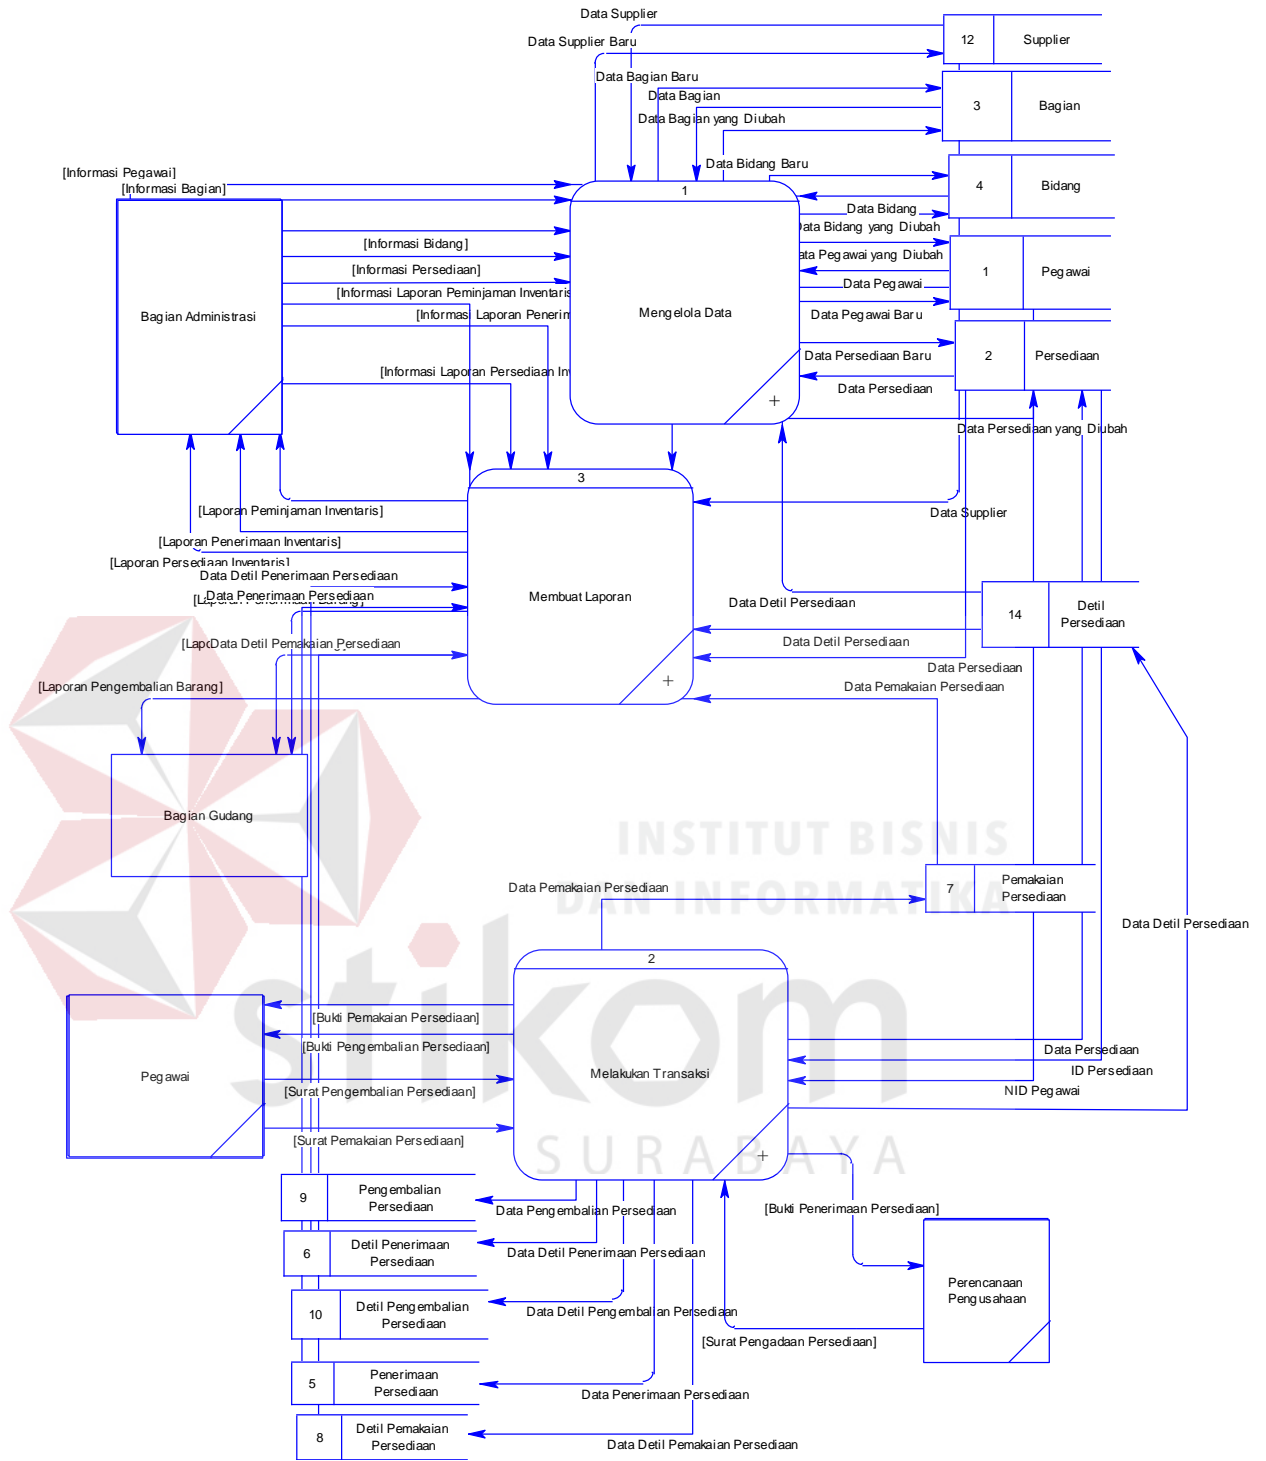 Data Supplier
12
Supplier
Data Supplier Baru
Data Bagian Baru
Data Bagian
3
Bagian
Data Bagian yang Diubah
Data Bidang Baru
[Informasi Pegawai]
[Informasi Bagian]
1
4
Bidang
Data Bidang
Data Bidang yang Diubah
[Informasi Bidang]
Data Pegawai yang Diubah
[Informasi Persediaan]
1
Pegawai
Data Pegawai
[Informasi Laporan Peminjaman Inventaris
Bagian Administrasi
[Informasi Laporan Penerim
Mengelola Data
Data Pegawai Baru
2
Persediaan
Data Persediaan Baru
[Informasi Laporan Persediaan In
Data Persediaan
+
Data Persediaan yang Diubah
3
[Laporan Peminjaman Inventaris]
Data Supplier
[Laporan Penerimaan Inventaris]
[Laporan Persediaan Inventaris]
Data Detil Penerimaan Persediaan
Data Penerimaan Persediaan
Membuat Laporan
Data Detil Persediaan
14
Detil
Persediaan
Data Detil Pemakaian Persediaan
Data Detil Persediaan
Data Persediaan
+
[Laporan Pengembalian Barang]
Data Pemakaian Persediaan
Bagian Gudang
INSTITUT BISNIS
DAN INFORMATIKA
Data Pemakaian Persediaan
7
Pemakaian
Persediaan
Data Detil Persediaan
stikom
2
[Bukti Pemakaian Persediaan]
[Bukti Pengembalian Persediaan]
Data Persediaan
Pegawai
Melakukan Transaksi
ID Persediaan
[Surat Pengembalian Persediaan]
NID Pegawai
[Surat Pemakaian Persediaan]
SURABAYA
+
9
Pengembalian
Persediaan
Data Pengembalian Persediaan
[Bukti Penerimaan Persediaan]
6
Detil Penerimaan
Persediaan
Data Detil Penerimaan Persediaan
Perencanaan
Pengusahaan
10
Detil Pengembalian
Persediaan
Data Detil Pengembalian Persediaan
[Surat Pengadaan Persediaan]
5
Penerimaan
Persediaan
Data Penerimaan Persediaan
8
Detil Pemakaian
Persediaan
Data Detil Pemakaian Persediaan